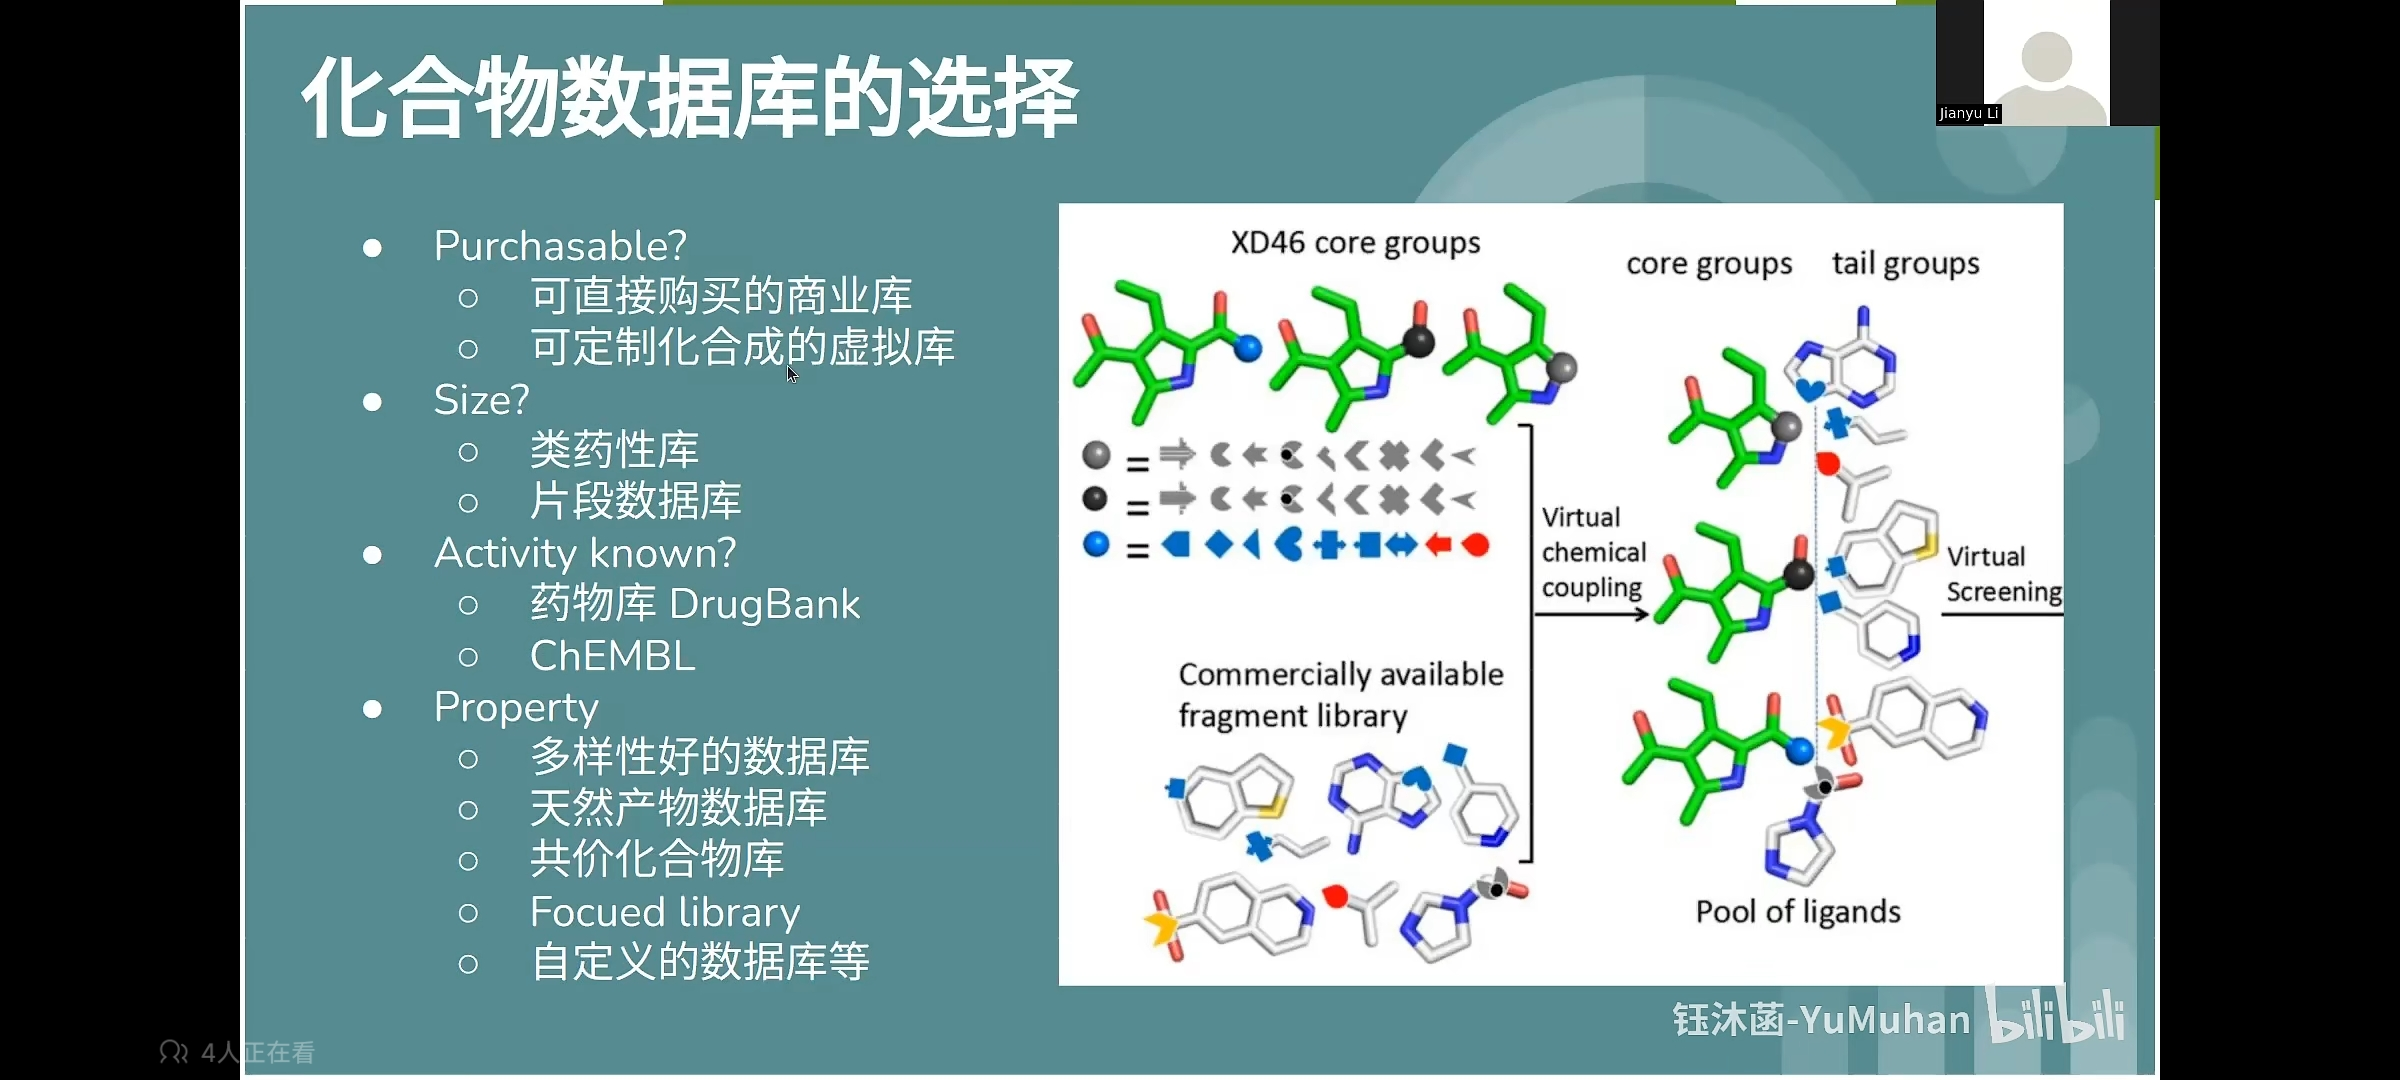 化合物数据库的选择
Jianyu Li
Purchasable?
可直接购买的商业库
可定制化合成的虚拟库
Size?
类药性库
片段数据库
Activity known?
药物库 DrugBank
ChEMBL
Property
多样性好的数据库
天然产物数据库
共价化合物库
Focued library
自定义的数据库等
XD46 core groups
core groups
tail groups
=
=
=
Virtual
chemical
coupling
Virtual
Screening
Commercially available
fragment library
Pool of ligands
钰沐菡-YuMuhan
bilibili
4人正在看